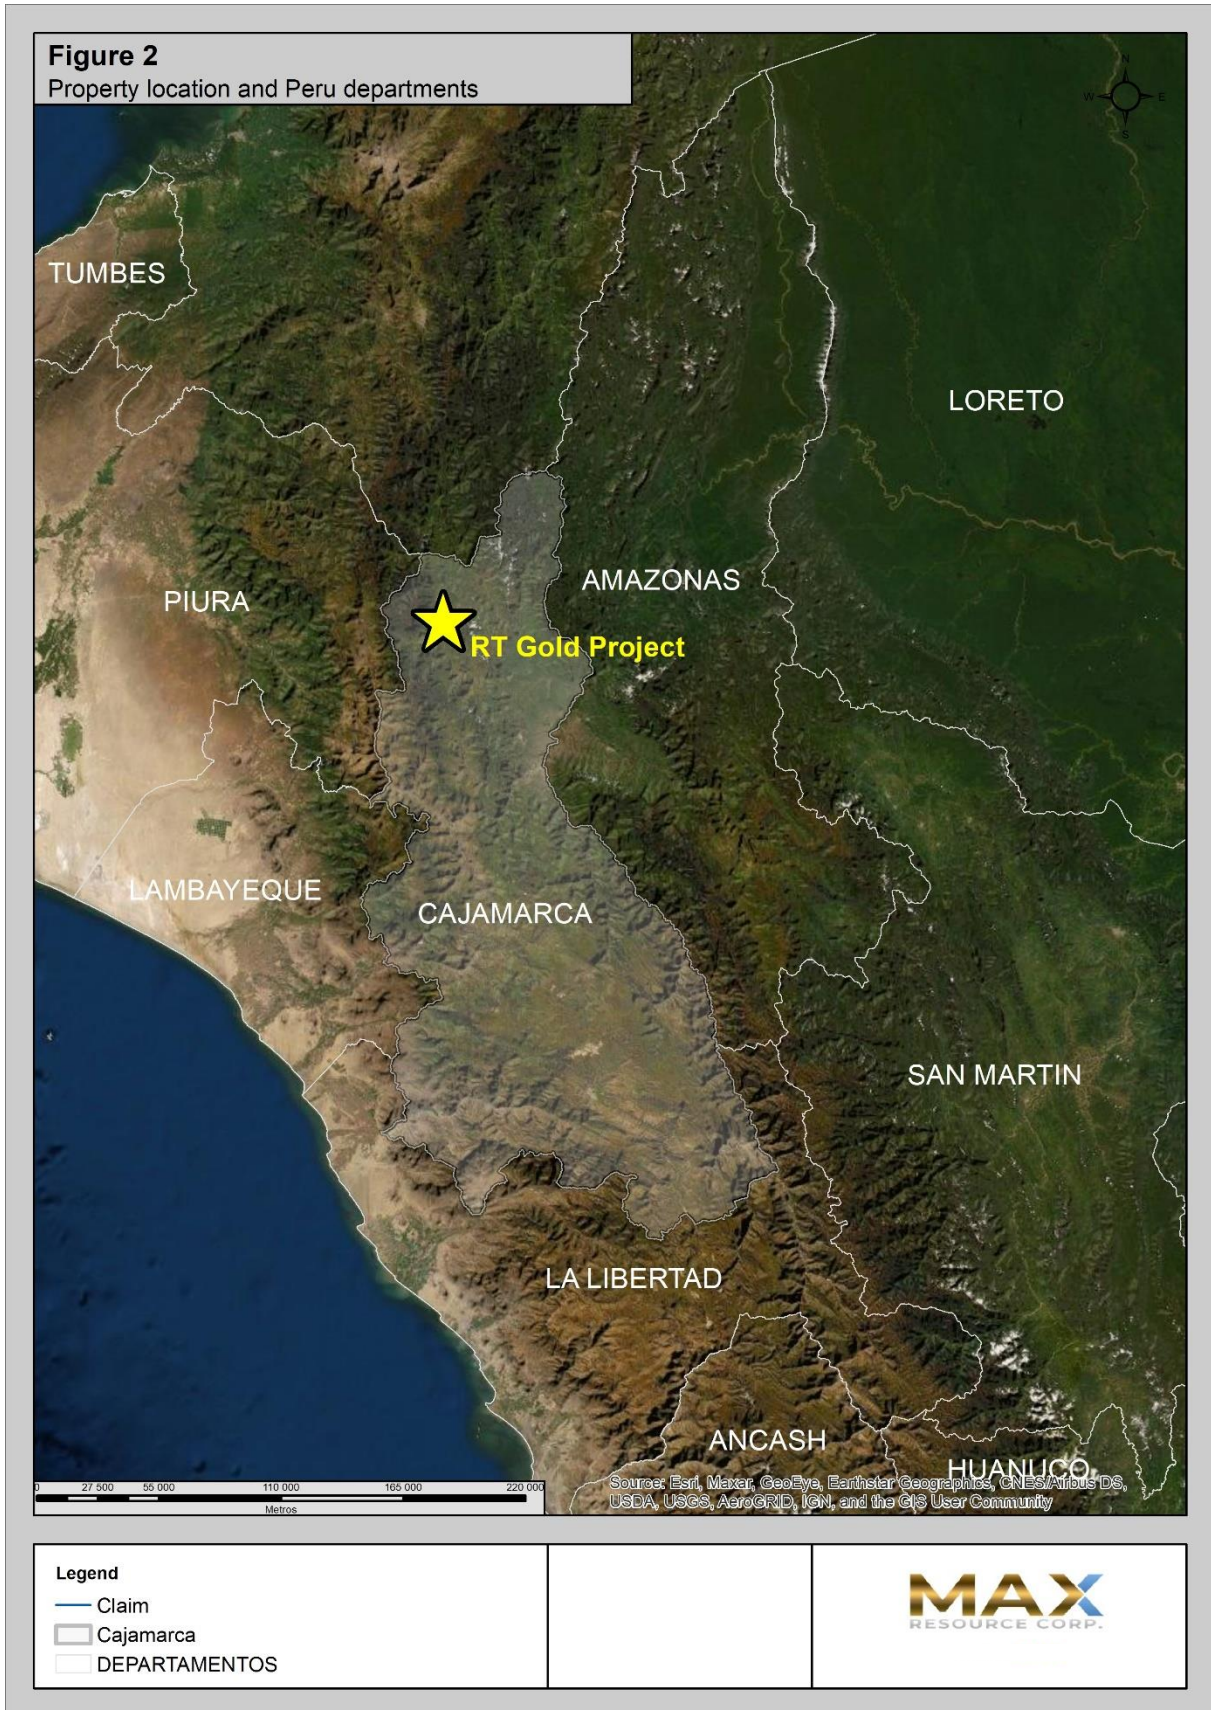 Figure 2
Property location and Peru departments
N
W E
S
TUMBES
LORETO
AMAZONAS
PIURA
RT Gold Project
LAMBAYEQUE
CAJAMARCA
SAN MARTIN
LA LIBERTAD
ANCASH
HUANUCO
Source: Esri, Maxar, GeoEye, Earthstar Geographics, CNES/Airbus DS,
USDA, USGS, AeroGRID, IGN, and the GIS User Community
0 27 500 55 000 110 000 165 000 220 000
Metros
Legend
Claim
Cajamarca
DEPARTAMENTOS
MAX
RESOURCE CORP.